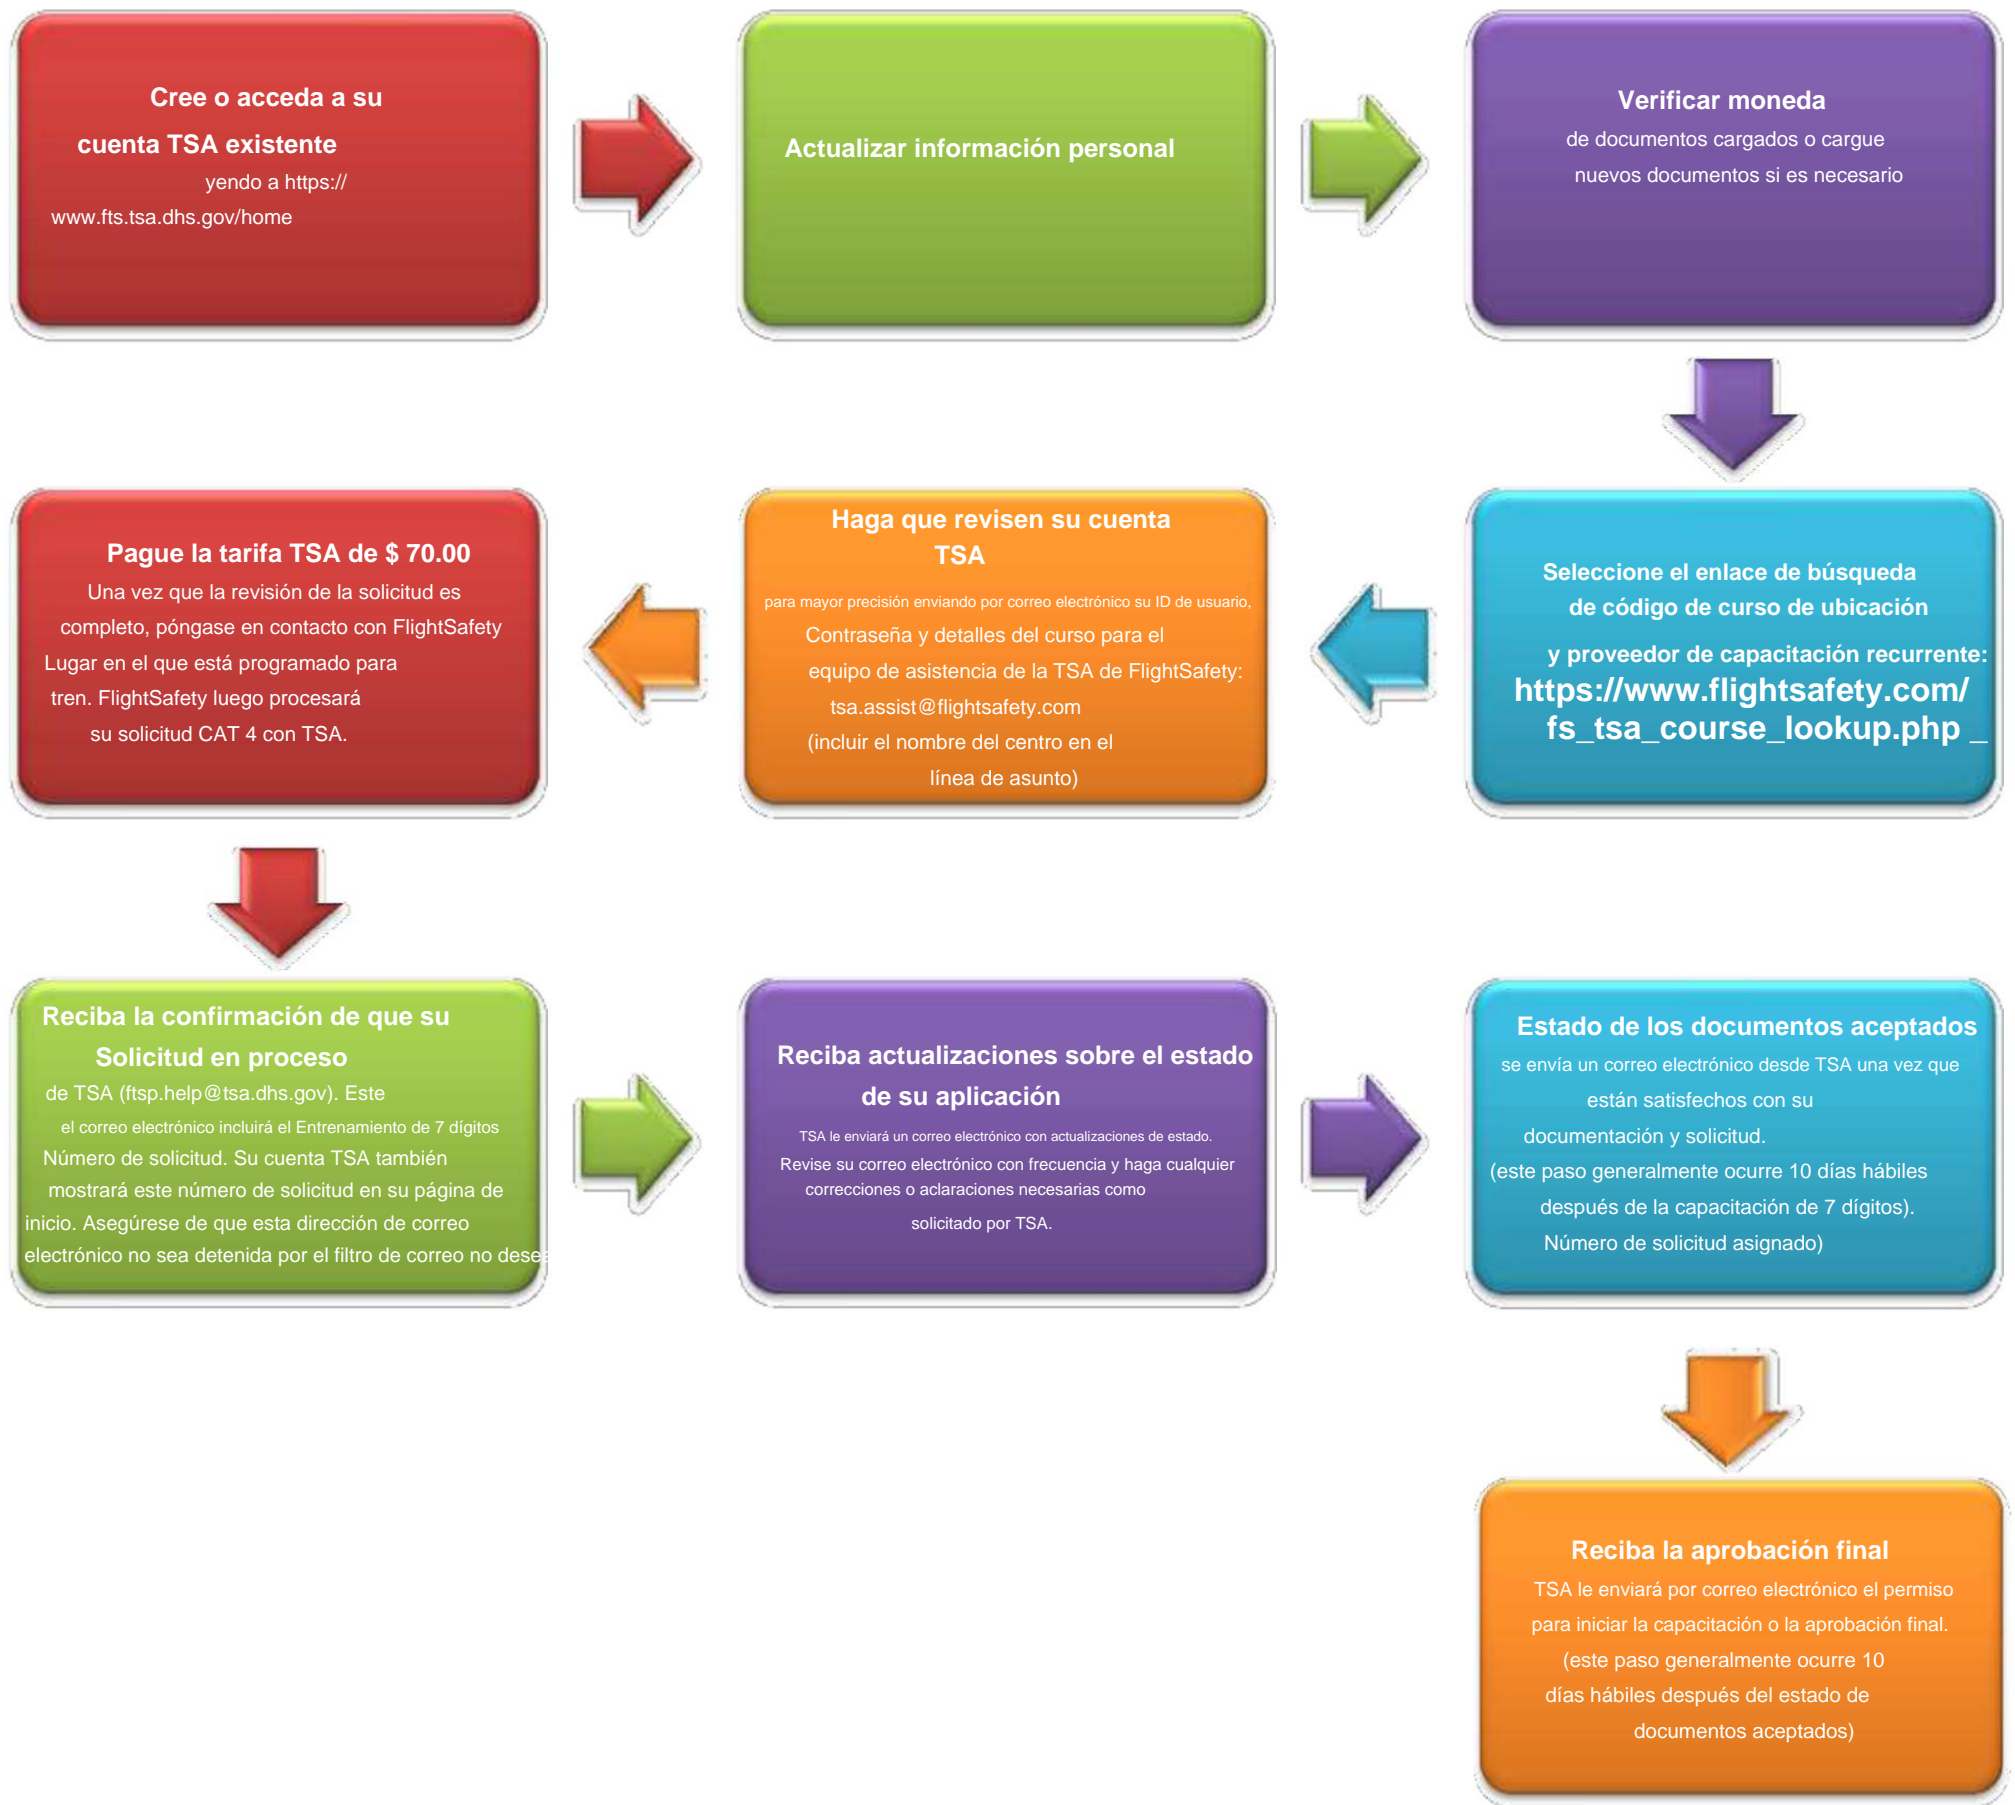 Cree o acceda a su
cuenta TSA existente
yendo a https://
www.fts.tsa.dhs.gov/home
Actualizar información personal
Verificar moneda
de documentos cargados o cargue
nuevos documentos si es necesario
Seleccione el enlace de búsqueda
de código de curso de ubicación
y proveedor de capacitación recurrente:
https://www.flightsafety.com/
fs_tsa_course_lookup.php _
Haga que revisen su cuenta
TSA
para mayor precisión enviando por correo electrónico su ID de usuario,
Contraseña y detalles del curso para el
equipo de asistencia de la TSA de FlightSafety:
tsa.assist@flightsafety.com
(incluir el nombre del centro en el
línea de asunto)
Pague la tarifa TSA de $ 70.00
Una vez que la revisión de la solicitud es
completo, póngase en contacto con FlightSafety
Lugar en el que está programado para
tren. FlightSafety luego procesará
su solicitud CAT 4 con TSA.
Reciba la confirmación de que su
Solicitud en proceso
de TSA (ftsp.help@tsa.dhs.gov). Este
el correo electrónico incluirá el Entrenamiento de 7 dígitos
Número de solicitud. Su cuenta TSA también
mostrará este número de solicitud en su página de
inicio. Asegúrese de que esta dirección de correo
electrónico no sea detenida por el filtro de correo no dese
Reciba actualizaciones sobre el estado
de su aplicación
TSA le enviará un correo electrónico con actualizaciones de estado.
Revise su correo electrónico con frecuencia y haga cualquier
correcciones o aclaraciones necesarias como
solicitado por TSA.
Estado de los documentos aceptados
se envía un correo electrónico desde TSA una vez que
están satisfechos con su
documentación y solicitud.
(este paso generalmente ocurre 10 días hábiles
después de la capacitación de 7 dígitos).
Número de solicitud asignado)
Reciba la aprobación final
TSA le enviará por correo electrónico el permiso
para iniciar la capacitación o la aprobación final.
(este paso generalmente ocurre 10
días hábiles después del estado de
documentos aceptados)